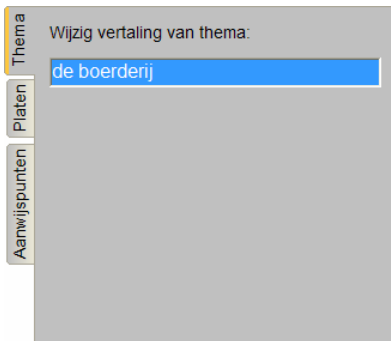 Thema
Wijzig vertaling van thema:
de boerderij
Platen
Aanwijspunten